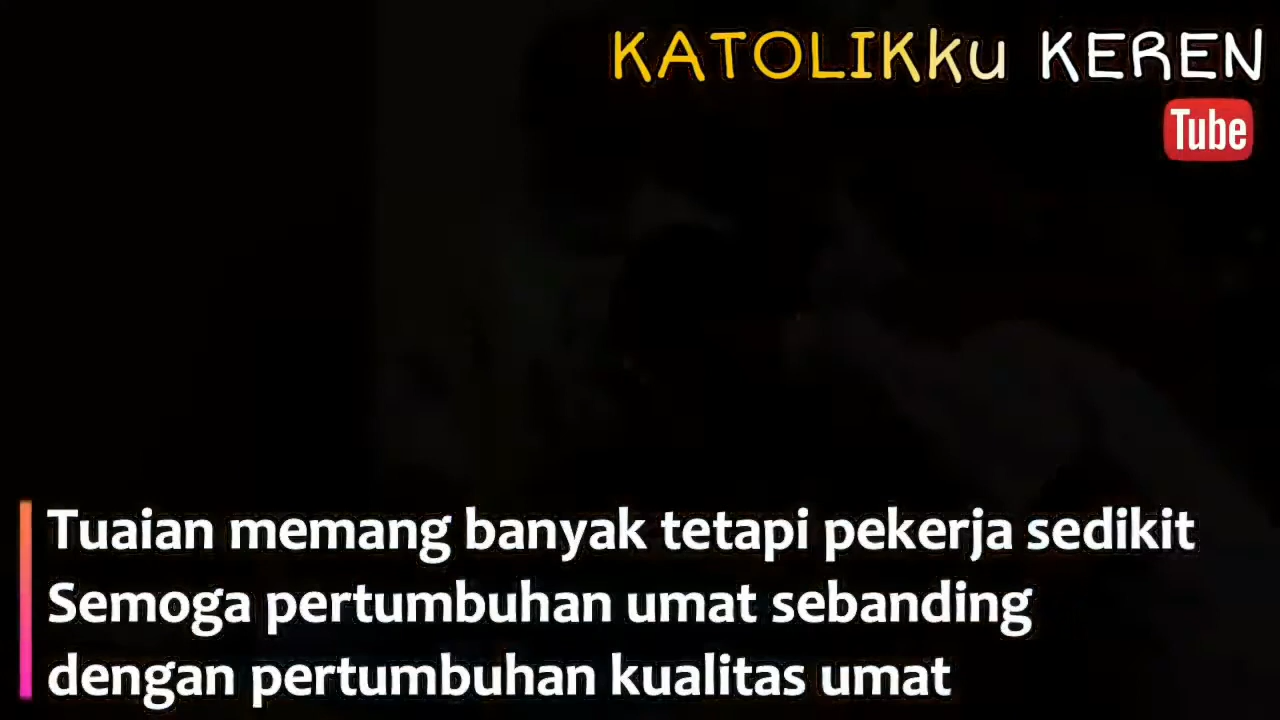 KATOLIKku KEREN
Tube
Tuaian memang banyak tetapi pekerja sedikit
Semoga pertumbuhan umat sebanding
dengan pertumbuhan kualitas umat